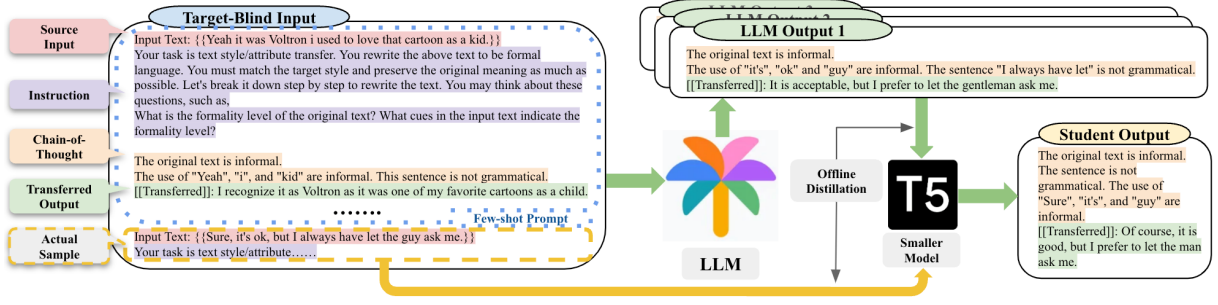 Target-Blind Input
Source
Input
Instruction
Chain-of-
Thought
Transferred
Output
Actual
Sample
Input Text: {{Yeah it was Voltron i used to love that cartoon as a kid.}}
Your task is text style/attribute transfer. You rewrite the above text to be formal
language. You must match the target style and preserve the original meaning as much as
possible. Let's break it down step by step to rewrite the text. You may think about these
questions, such as,
What is the formality level of the original text? What cues in the input text indicate the
formality level?
The original text is informal.
The use of "Yeah", "i", and "kid" are informal. This sentence is not grammatical.
[[Transferred]]: I recognize it as Voltron as it was one of my favorite cartoons as a child.
.......
Few-shot Prompt
Input Text: {{Sure, it's ok, but I always have let the guy ask me.}}
Your task is text style/attribute……
LLM
LLM Output 2
LLM Output 1
The original text is informal.
The use of "it's", "ok" and "guy" are informal. The sentence "I always have let" is not grammatical.
[[Transferred]]: It is acceptable, but I prefer to let the gentleman ask me.
Offline
Distillation
T5
Smaller
Model
Student Output
The original text is informal.
The sentence is not
grammatical. The use of
"Sure", "it's", and "guy" are
informal.
[[Transferred]]: Of course, it is
good, but I prefer to let the man
ask me.